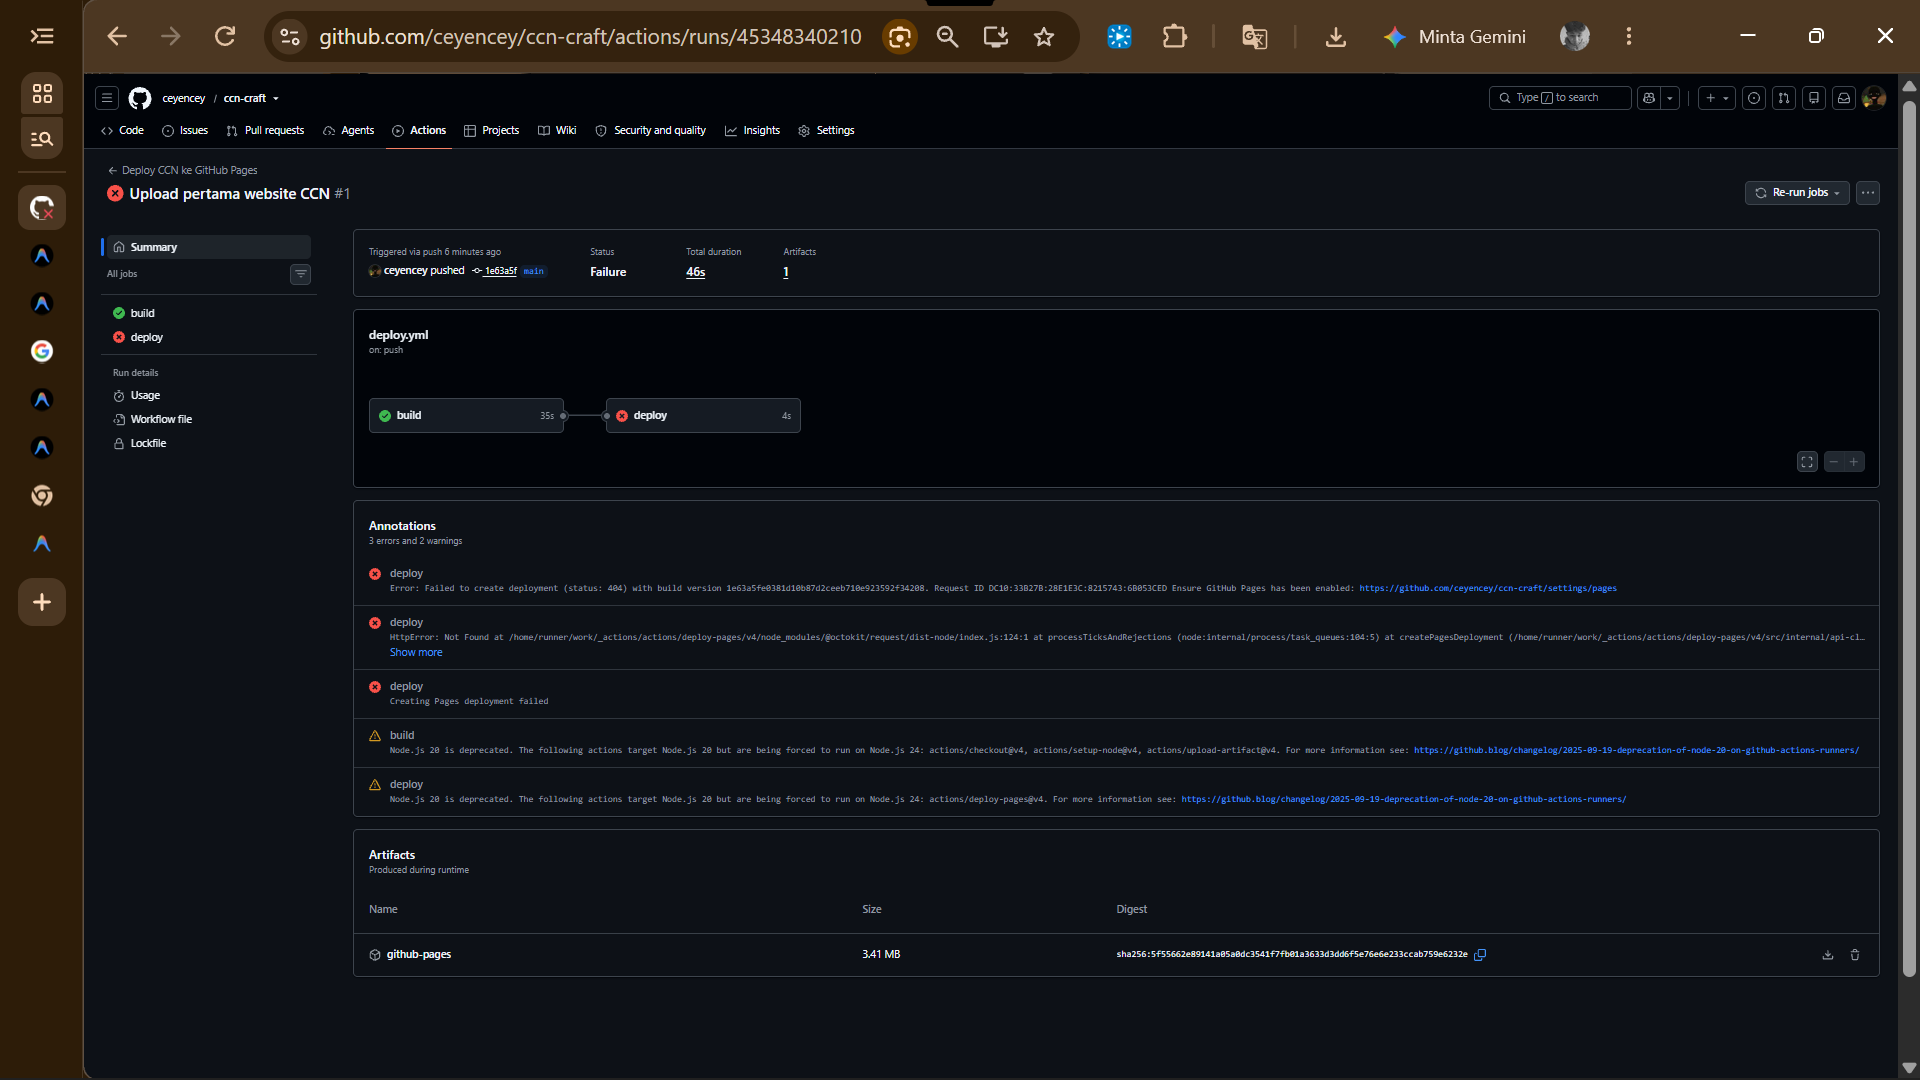 github.com/ceyencey/ccn-craft/actions/runs/45348340210
Minta Gemini
ceyencey / ccn-craft
Type / to search
Code Issues Pull requests Agents Actions Projects Wiki Security and quality Insights Settings
Deploy CCN ke GitHub Pages
Upload pertama website CCN #1
Re-run jobs
Summary
All jobs
build
deploy
Run details
Usage
Workflow file
Lockfile
Triggered via push 6 minutes ago
ceyencey pushed 1e63a5f main
Status
Failure
Total duration
46s
Artifacts
1
deploy.yml
on: push
build 35s
deploy 4s
Annotations
3 errors and 2 warnings
deploy
Error: Failed to create deployment (status: 404) with build version 1e63a5fe0381d10b87d2ceeb710e923592f34208. Request ID DC10:33B27B:28E1E3C:8215743:6B053CED Ensure GitHub Pages has been enabled: https://github.com/ceyencey/ccn-craft/settings/pages
deploy
HttpError: Not Found at /home/runner/work/_actions/actions/deploy-pages/v4/node_modules/@octokit/request/dist-node/index.js:124:1 at processTicksAndRejections (node:internal/process/task_queues:104:5) at createPagesDeployment (/home/runner/work/_actions/actions/deploy-pages/v4/src/internal/api-cl…
Show more
deploy
Creating Pages deployment failed
build
Node.js 20 is deprecated. The following actions target Node.js 20 but are being forced to run on Node.js 24: actions/checkout@v4, actions/setup-node@v4, actions/upload-artifact@v4. For more information see: https://github.blog/changelog/2025-09-19-deprecation-of-node-20-on-github-actions-runners/
deploy
Node.js 20 is deprecated. The following actions target Node.js 20 but are being forced to run on Node.js 24: actions/deploy-pages@v4. For more information see: https://github.blog/changelog/2025-09-19-deprecation-of-node-20-on-github-actions-runners/
Artifacts
Produced during runtime
Name Size Digest
github-pages 3.41 MB sha256:5f55662e89141a05a0dc3541f7fb01a3633d3dd6f5e76e6e233ccab759e6232e